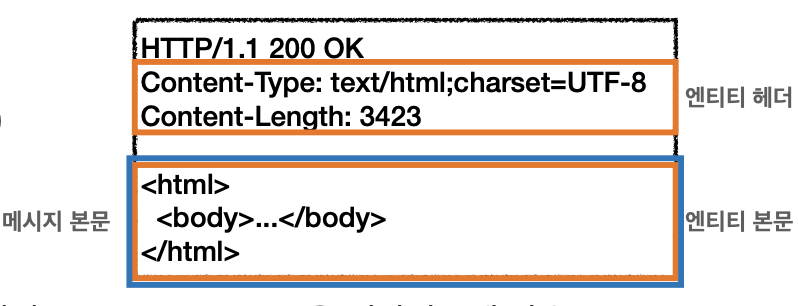 HTTP/1.1 200 OK
Content-Type: text/html;charset=UTF-8
엔티티 헤더
Content-Length: 3423
<html>
메시지 본문
<body>...</body>
엔티티 본문
</html>